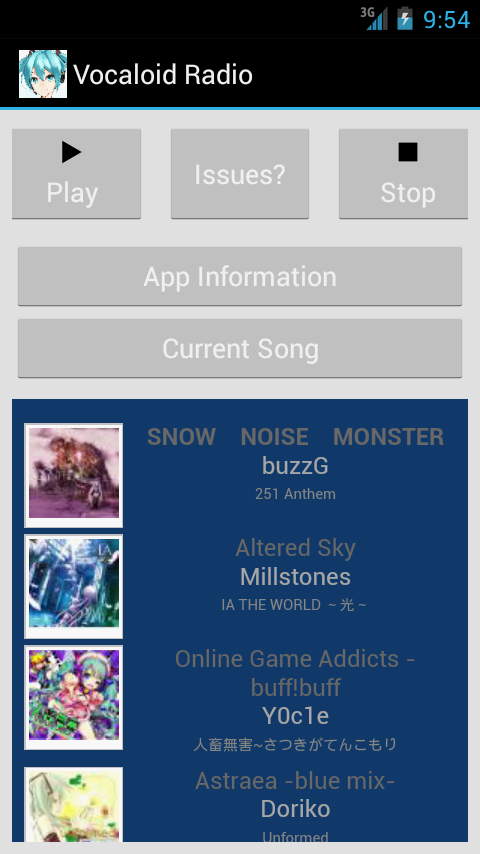 3G 9:54
Vocaloid Radio
Play
Issues?
Stop
App Information
Current Song
SNOW NOISE MONSTER
buzzG
251 Anthem
Altered Sky
Millstones
IA THE WORLD ~光~
IA
Online Game Addicts -
buff!buff
Y0c1e
人畜無害~さつきがてんこもり
Astraea -blue mix-
Doriko
Unformed
unformed